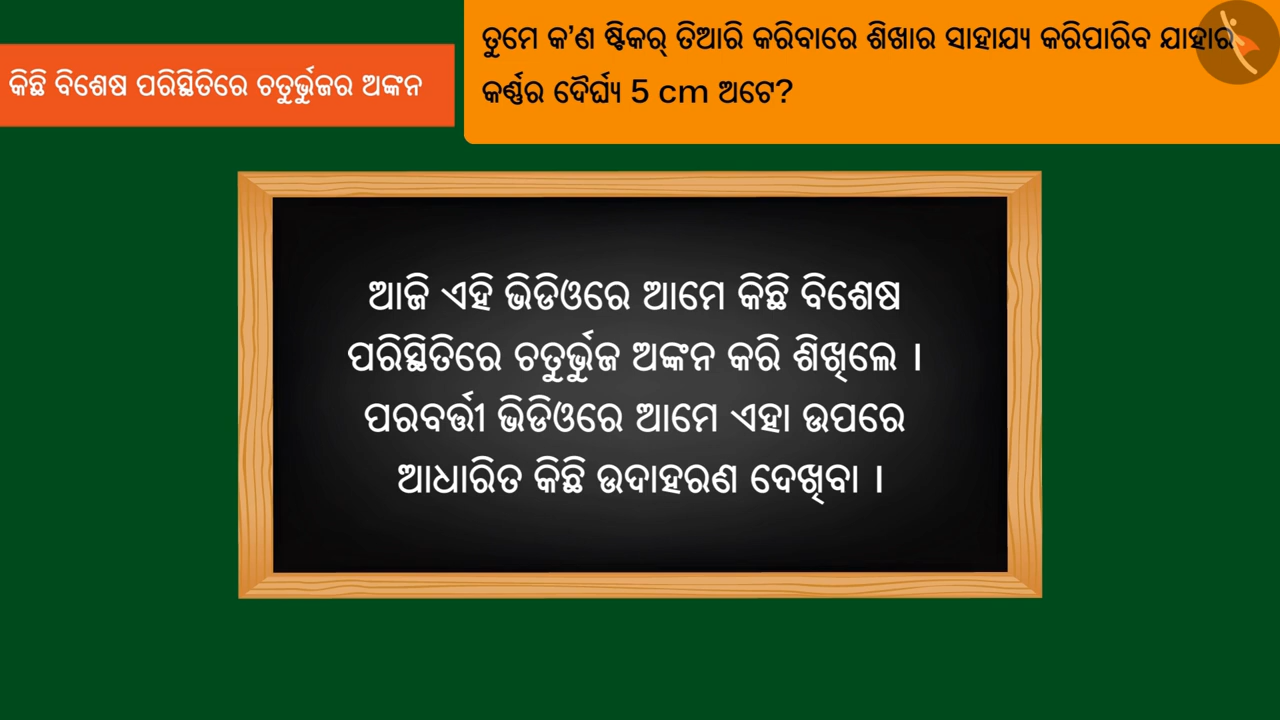 କିଛି ବିଶେଷ ପରିସ୍ଥିତିରେ ଚତୁର୍ଭୁଜର ଅଙ୍କନ
ତୁମେ କ'ଣ ଷ୍ଟିକର୍ ତିଆରି କରିବାରେ ଶିଖାର ସାହାଯ୍ୟ କରିପାରିବ ଯାହାର
କର୍ଣ୍ଣର ଦୈର୍ଘ୍ୟ 5 cm ଅଟେ?
ଆଜି ଏହି ଭିଡିଓରେ ଆମେ କିଛି ବିଶେଷ
ପରିସ୍ଥିତିରେ ଚତୁର୍ଭୁଜ ଅଙ୍କନ କରି ଶିଖିଲେ ।
ପରବର୍ତ୍ତୀ ଭିଡିଓରେ ଆମେ ଏହା ଉପରେ
ଆଧାରିତ କିଛି ଉଦାହରଣ ଦେଖିବା ।